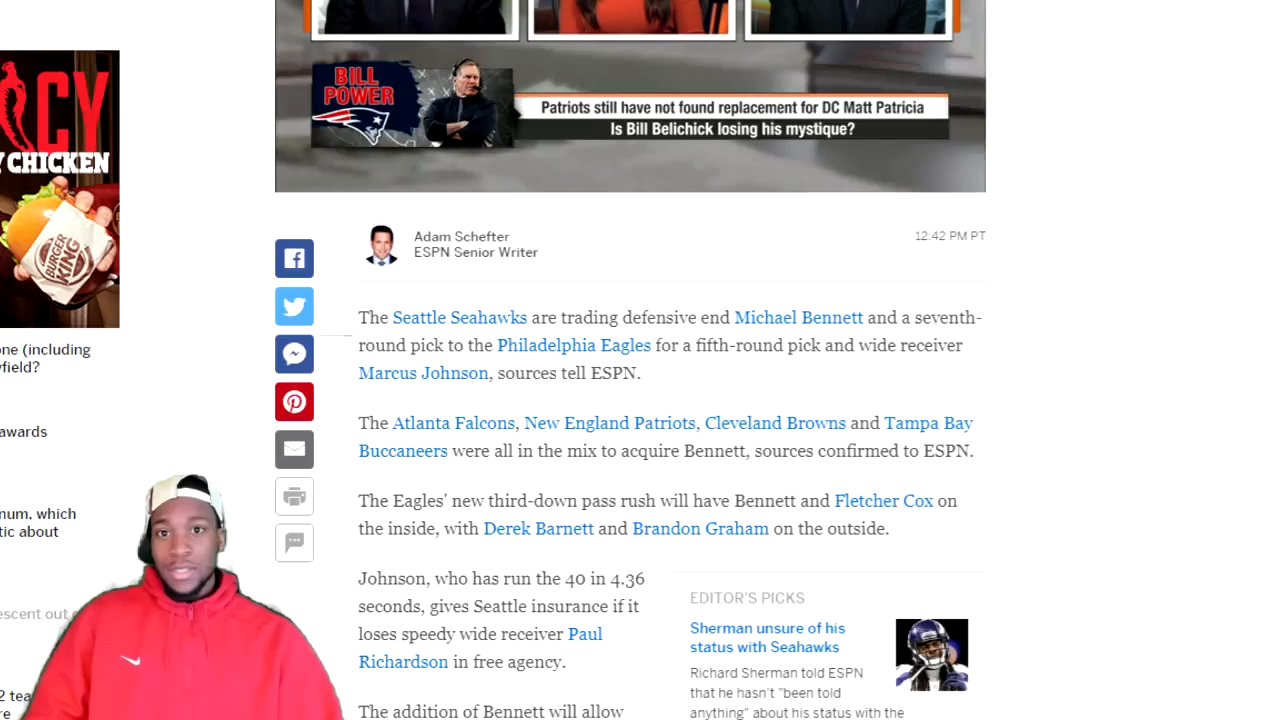 BILL
POWER
Patriots still have not found replacement for DC Matt Patricia
Is Bill Belichick losing his mystique?
CY
CHICKEN
BURGER
KING
Adam Schefter
ESPN Senior Writer
12:42 PM PT
The Seattle Seahawks are trading defensive end Michael Bennett and a seventh-
round pick to the Philadelphia Eagles for a fifth-round pick and wide receiver
Marcus Johnson, sources tell ESPN.
The Atlanta Falcons, New England Patriots, Cleveland Browns and Tampa Bay
Buccaneers were all in the mix to acquire Bennett, sources confirmed to ESPN.
The Eagles' new third-down pass rush will have Bennett and Fletcher Cox on
the inside, with Derek Barnett and Brandon Graham on the outside.
Johnson, who has run the 40 in 4.36
seconds, gives Seattle insurance if it
loses speedy wide receiver Paul
Richardson in free agency.
The addition of Bennett will allow
EDITOR'S PICKS
Sherman unsure of his
status with Seahawks
Richard Sherman told ESPN
that he hasn't "been told
anything" about his status with the
one (including
field?
awards
num, which
tic about
escent out
2 tea
re